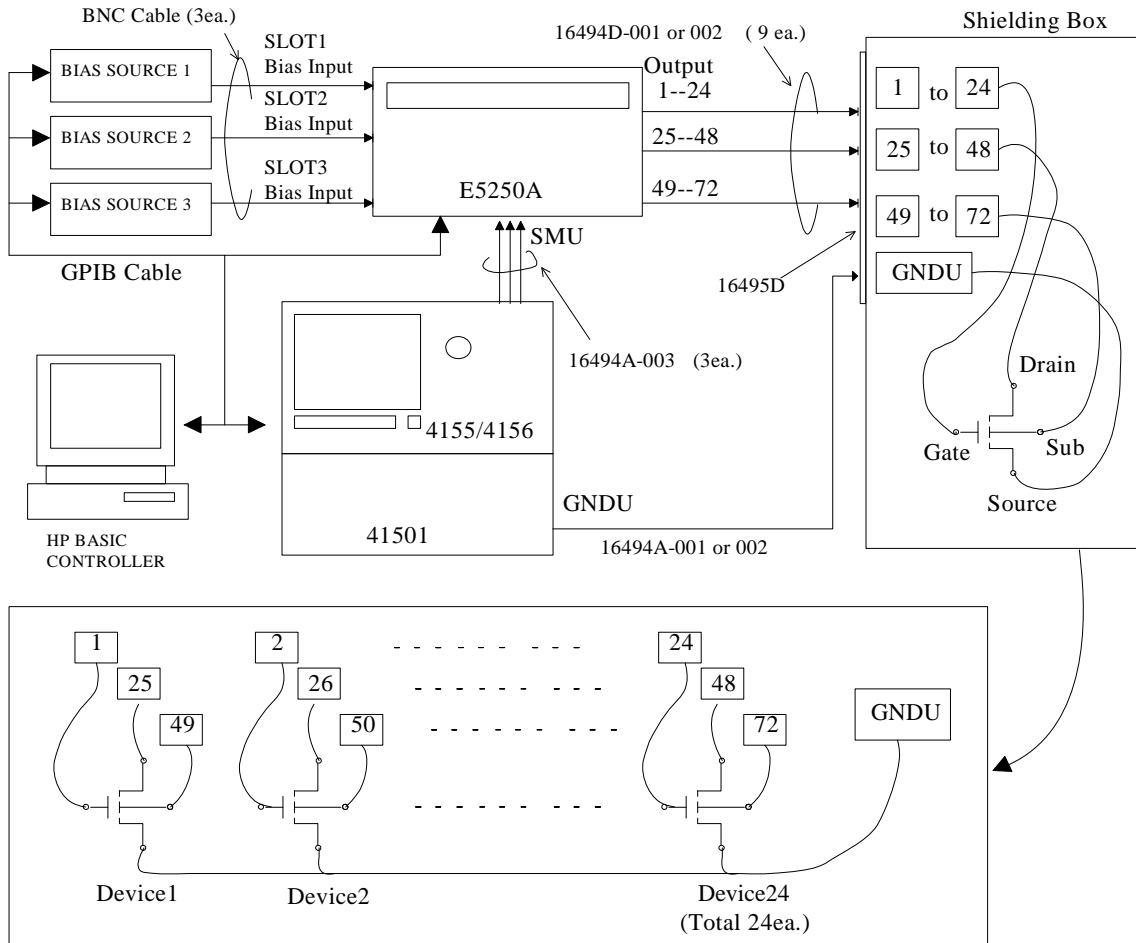 BNC Cable (3ea.)
BIAS SOURCE 1
BIAS SOURCE 2
BIAS SOURCE 3
SLOT1
Bias Input
SLOT2
Bias Input
SLOT3
Bias Input
E5250A
GPIB Cable
SMU
16494A-003 (3ea.)
16494D-001 or 002 ( 9 ea.)
Output
1--24
25--48
49--72
16495D
Shielding Box
1 to 24
25 to 48
49 to 72
GNDU
Drain
Gate
Sub
Source
4155/4156
41501
GNDU
16494A-001 or 002
HP BASIC
CONTROLLER
1
25
49
2
26
50
24
48
72
GNDU
Device1
Device2
Device24
(Total 24ea.)